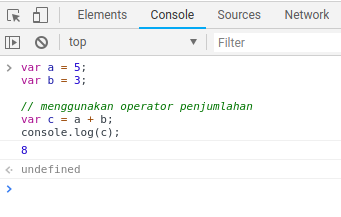 Elements Console Sources Network
top Filter
var a = 5;
var b = 3;
// menggunakan operator penjumlahan
var c = a + b;
console.log(c);
8
undefined